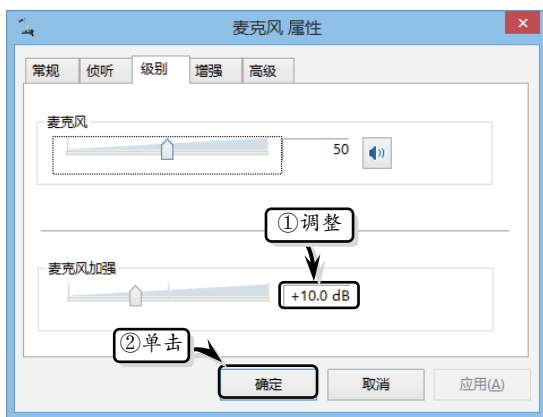 麦克风 属性
常规 侦听 级别 增强 高级
麦克风
50
①调整
麦克风加强
+10.0 dB
②单击
确定 取消 应用(A)